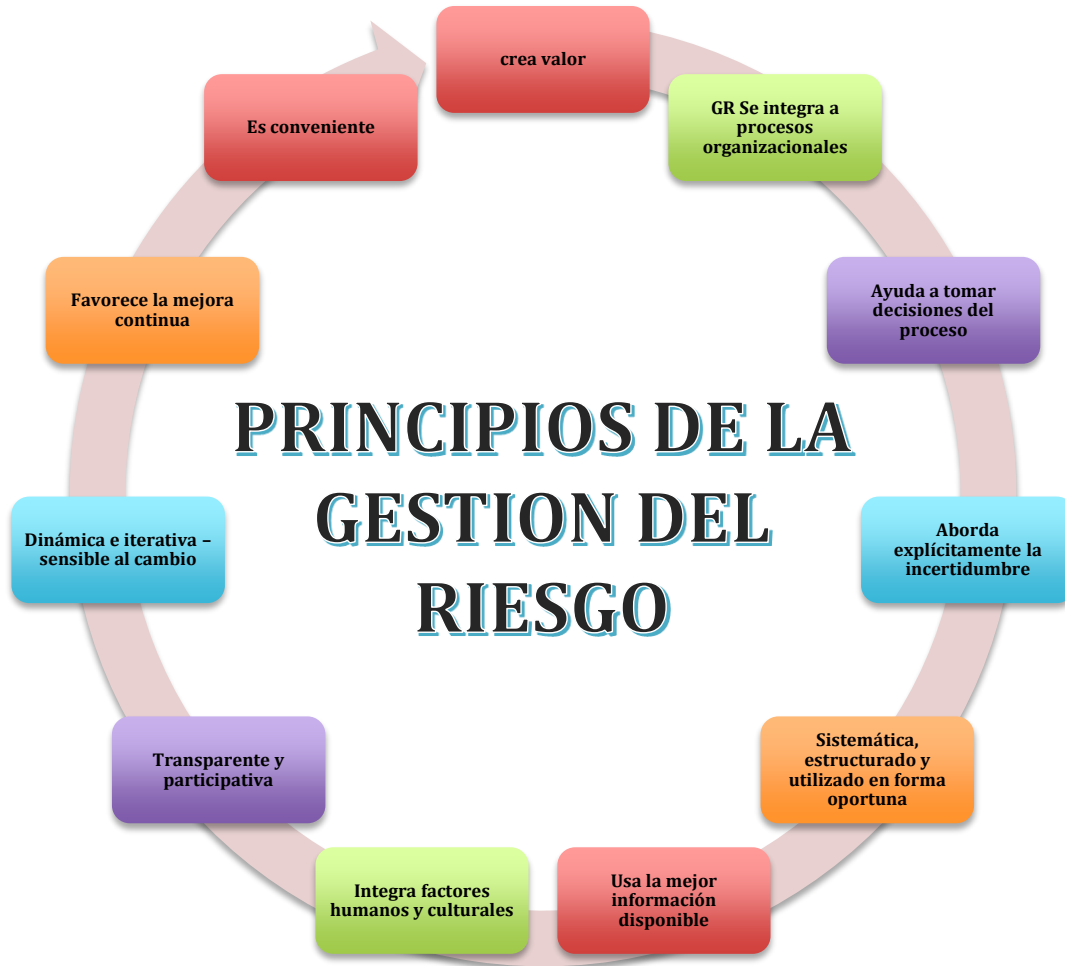 crea valor
GR Se integra a
procesos
organizacionales
Ayuda a tomar
decisiones del
proceso
Aborda
explícitamente la
incertidumbre
Sistemática,
estructurado y
utilizado en forma
oportuna
Usa la mejor
información
disponible
Integra factores
humanos y culturales
Transparente y
participativa
Dinámica e iterativa –
sensible al cambio
Favorece la mejora
continua
Es conveniente
PRINCIPIOS DE LA
GESTION DEL
RIESGO